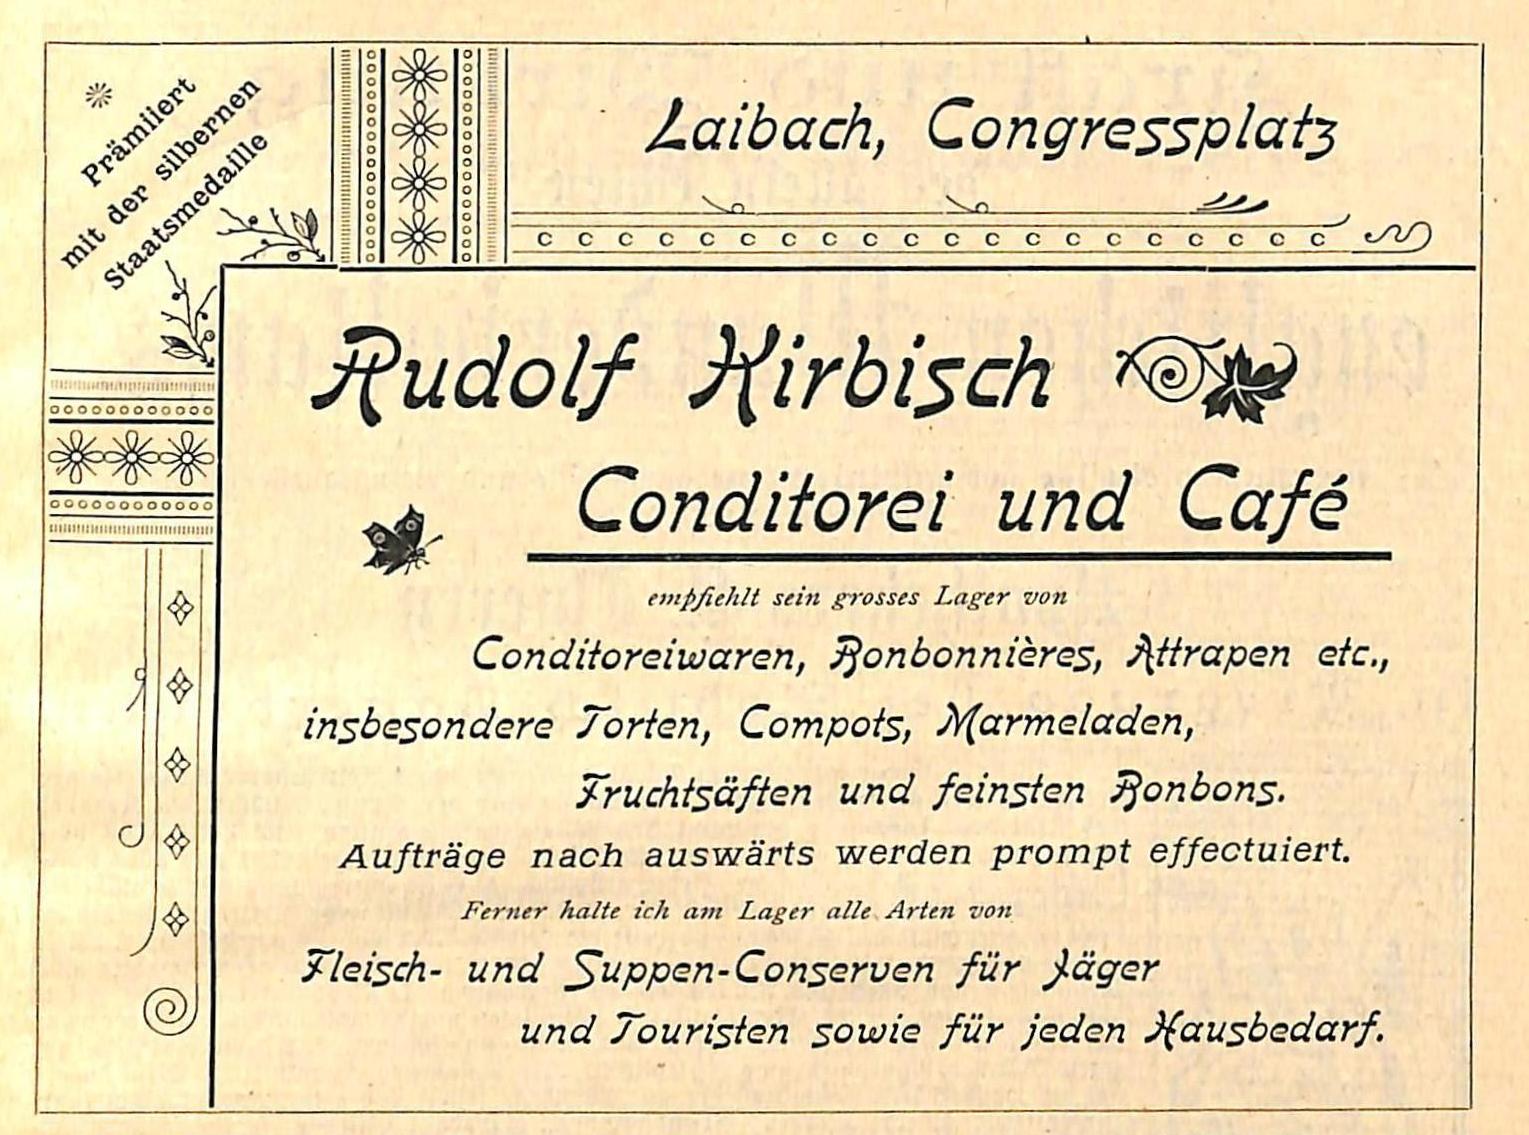 Prämiiert
mit der silbernen
Staatsmedaille
Laibach, Congressplatz
Rudolf Kirbisch
Conditorei und Café
empfiehlt sein grosses Lager von
Conditoreiwaren, Bonbonnières, Attrapen etc.,
insbesondere Torten, Compots, Marmeladen,
Fruchtsäften und feinsten Bonbons.
Aufträge nach auswärts werden prompt effectuiert.
Ferner halte ich am Lager alle Arten von
Fleisch- und Suppen-Conserven für Jäger
und Touristen sowie für jeden Hausbedarf.